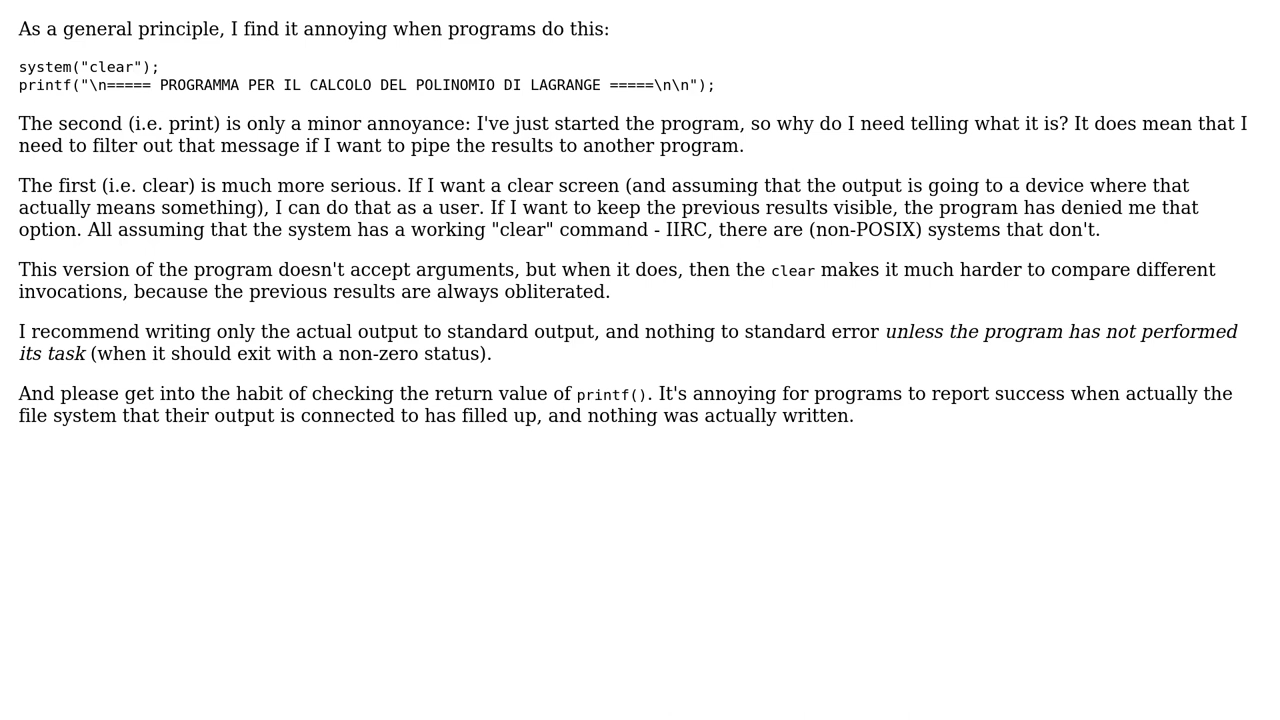 As a general principle, I find it annoying when programs do this:
system("clear");
printf("\n===== PROGRAMMA PER IL CALCOLO DEL POLINOMIO DI LAGRANGE =====\n\n");
The second (i.e. print) is only a minor annoyance: I've just started the program, so why do I need telling what it is? It does mean that I
need to filter out that message if I want to pipe the results to another program.
The first (i.e. clear) is much more serious. If I want a clear screen (and assuming that the output is going to a device where that
actually means something), I can do that as a user. If I want to keep the previous results visible, the program has denied me that
option. All assuming that the system has a working "clear" command - IIRC, there are (non-POSIX) systems that don't.
This version of the program doesn't accept arguments, but when it does, then the clear makes it much harder to compare different
invocations, because the previous results are always obliterated.
I recommend writing only the actual output to standard output, and nothing to standard error unless the program has not performed
its task (when it should exit with a non-zero status).
And please get into the habit of checking the return value of printf(). It's annoying for programs to report success when actually the
file system that their output is connected to has filled up, and nothing was actually written.